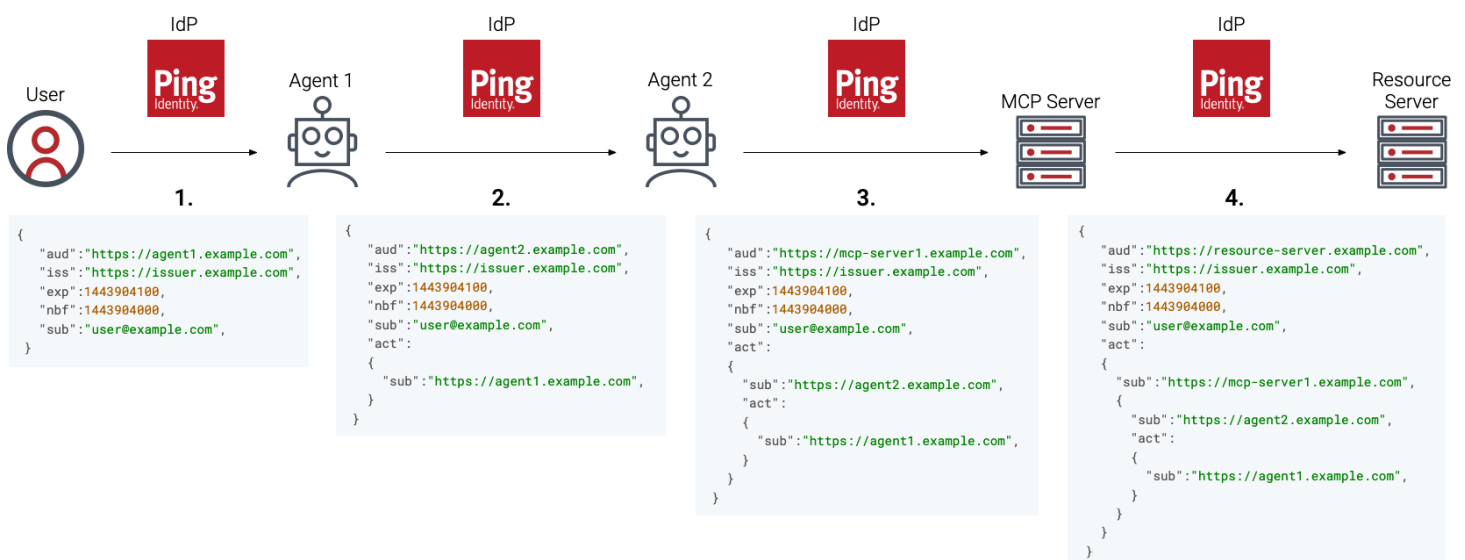 IdP
IdP
IdP
IdP
Ping
Identity.
Ping
Identity.
Ping
Identity.
Ping
Identity.
User
Agent 1
Agent 2
MCP Server
Resource
Server
1.
2.
3.
4.
{
"aud":"https://agent1.example.com",
"iss":"https://issuer.example.com",
"exp":1443904100,
"nbf":1443904000,
"sub":"user@example.com",
}
{
"aud":"https://agent2.example.com",
"iss":"https://issuer.example.com",
"exp":1443904100,
"nbf":1443904000,
"sub":"user@example.com",
"act":
{
"sub":"https://agent1.example.com",
}
}
{
"aud":"https://mcp-server1.example.com",
"iss":"https://issuer.example.com",
"exp":1443904100,
"nbf":1443904000,
"sub":"user@example.com",
"act":
{
"sub":"https://agent2.example.com",
"act":
{
"sub":"https://agent1.example.com",
}
}
}
{
"aud":"https://resource-server.example.com",
"iss":"https://issuer.example.com",
"exp":1443904100,
"nbf":1443904000,
"sub":"user@example.com",
"act":
{
"sub":"https://mcp-server1.example.com",
{
"sub":"https://agent2.example.com",
"act":
{
"sub":"https://agent1.example.com",
}
}
}
}